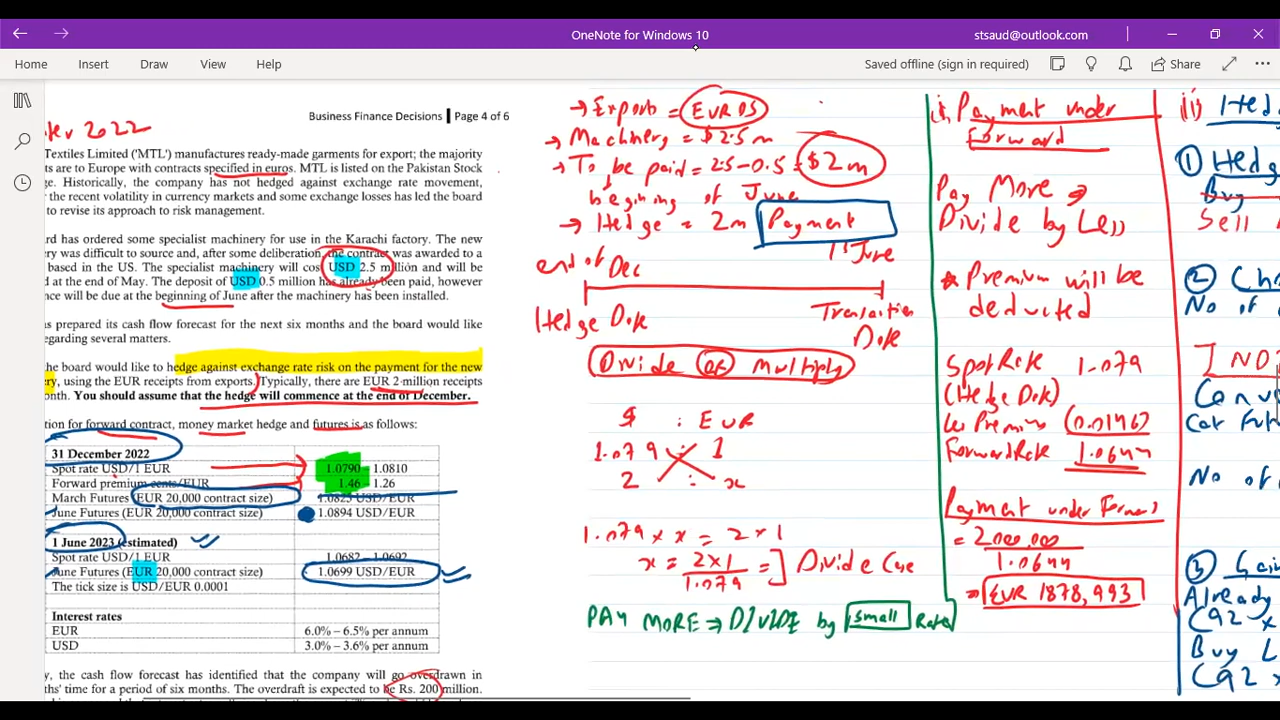 OneNote for Windows 10
stsaud@outlook.com
Home
Insert
Draw
View
Help
Saved offline (sign in required)
Share
2022
Business Finance Decisions | Page 4 of 6
Textiles Limited ('MTL') manufactures ready-made garments for export; the majority
ts are to Europe with contracts specified in euros. MTL is listed on the Pakistan Stock
ge. Historically, the company has not hedged against exchange rate movement,
r the recent volatility in currency markets and some exchange losses has led the board
to revise its approach to risk management.
ard has ordered some specialist machinery for use in the Karachi factory. The new
ery was difficult to source and, after some deliberation, the contract was awarded to a
based in the US. The specialist machinery will cost USD 2.5 million and will be
d at the end of May. The deposit of USD 0.5 million has already been paid, however
nce will be due at the beginning of June after the machinery has been installed.
as prepared its cash flow forecast for the next six months and the board would like
egarding several matters.
he board would like to hedge against exchange rate risk on the payment for the new
ery, using the EUR receipts from exports. Typically, there are EUR 2 million receipts
onth. You should assume that the hedge will commence at the end of December.
tion for forward contract, money market hedge and futures is as follows:
31 December 2022
Spot rate USD/1 EUR 1.0790 – 1.0810
Forward premium cents/EUR 1.46 – 1.26
March Futures (EUR 20,000 contract size) 1.0825 USD/EUR
June Futures (EUR 20,000 contract size) 1.0894 USD/EUR
1 June 2023 (estimated)
Spot rate USD/1 EUR 1.0682 – 1.0692
June Futures (EUR 20,000 contract size) 1.0699 USD/EUR
The tick size is USD/EUR 0.0001
Interest rates
EUR 6.0% – 6.5% per annum
USD 3.0% – 3.6% per annum
y, the cash flow forecast has identified that the company will go overdrawn in
hs' time for a period of six months. The overdraft is expected to be Rs. 200 million.
→ Exports = EUROS
→ Machinery = $2.5 m
→ To be paid = 2.5 - 0.5 = $2m
begining of June
→ Hedge = 2m Payment
end of Dec
1st June
Hedge Date
Transaction
Date
Divide or multiply
$ : EUR
1.079 : 1
2 : x
1.079 × x = 2 × 1
x = 2×1
1.079
= ] Divide Case
PAY MORE ⇒ DIVIDE by small Rate
i, Payment under
Forward
Pay More →
Divide by Less
* Premium will be
deducted
Spot Rate 1.079
(Hedge Date)
Less Premium (0.0146)
Forward Rate 1.0644
Payment under Forward
= 2,000,000
1.0644
⇒ EUR 1878,993
ii)
① Hedge
Buy
Sell
②
No of
No of
③
Already
Buy